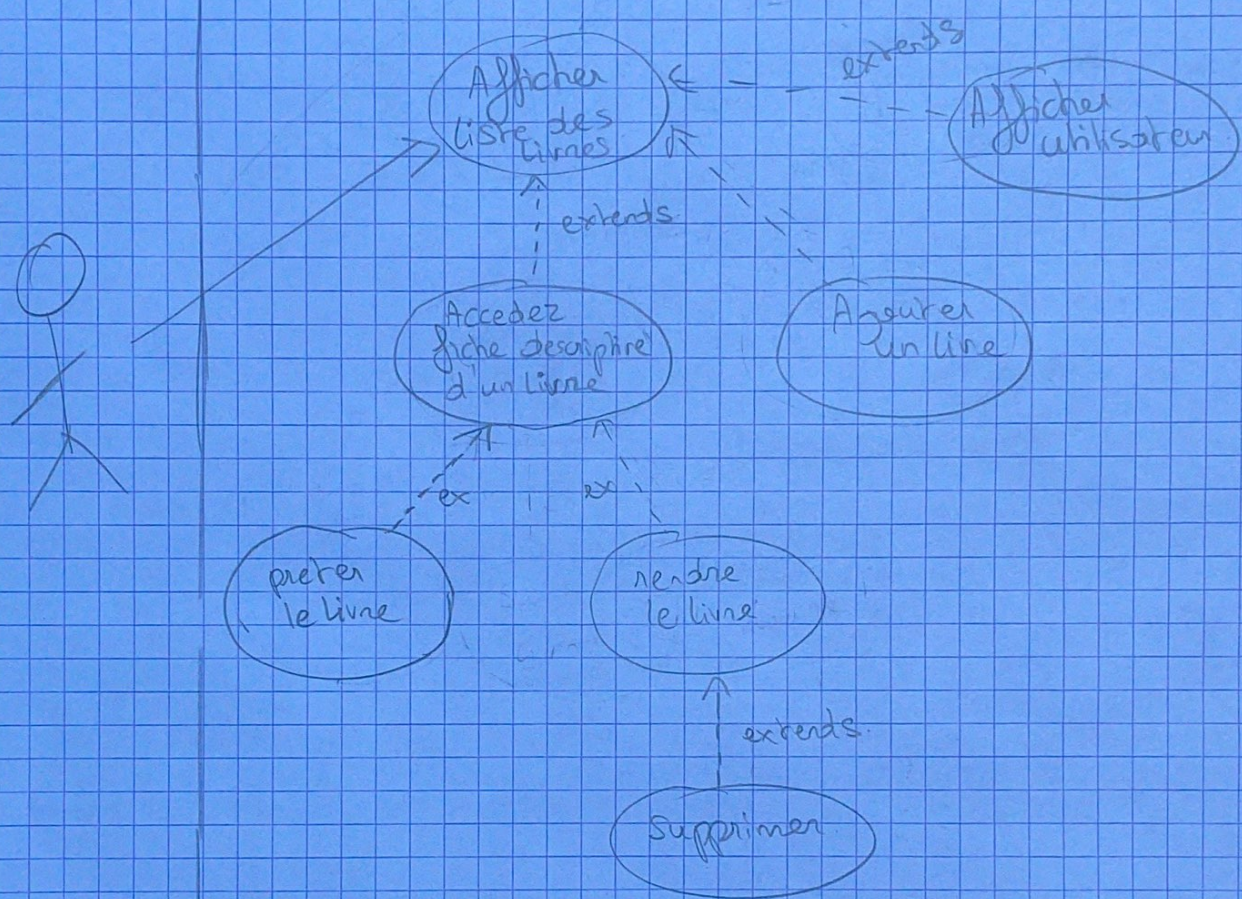 extends
Afficher
liste des
livres
Afficher
utilisateur
extends
Accedez
fiche descriptive
d'un livre
Ajouter
un livre
ex
ex
preter
le livre
rendre
le livre
extends
Supprimer